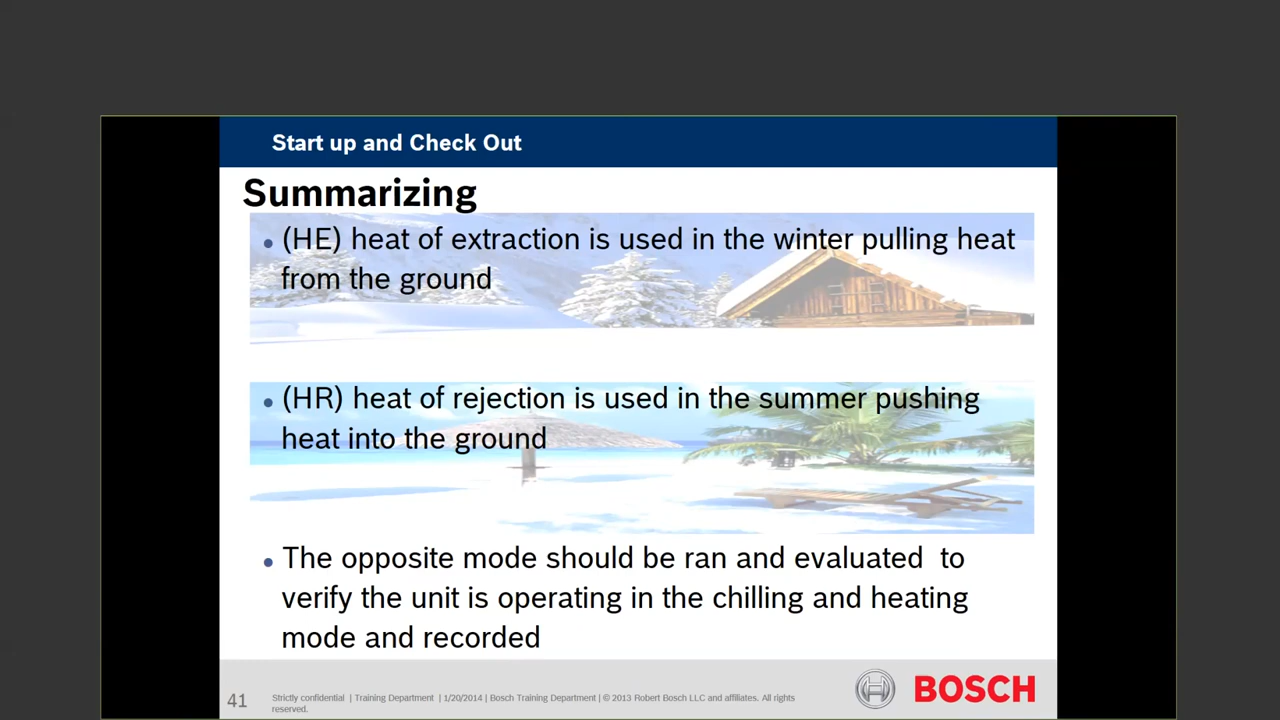 Start up and Check Out
Summarizing
• (HE) heat of extraction is used in the winter pulling heat
from the ground
• (HR) heat of rejection is used in the summer pushing
heat into the ground
• The opposite mode should be ran and evaluated  to
verify the unit is operating in the chilling and heating
mode and recorded
41
Strictly confidential | Training Department | 1/20/2014 | Bosch Training Department | © 2013 Robert Bosch LLC and affiliates. All rights
reserved.
BOSCH